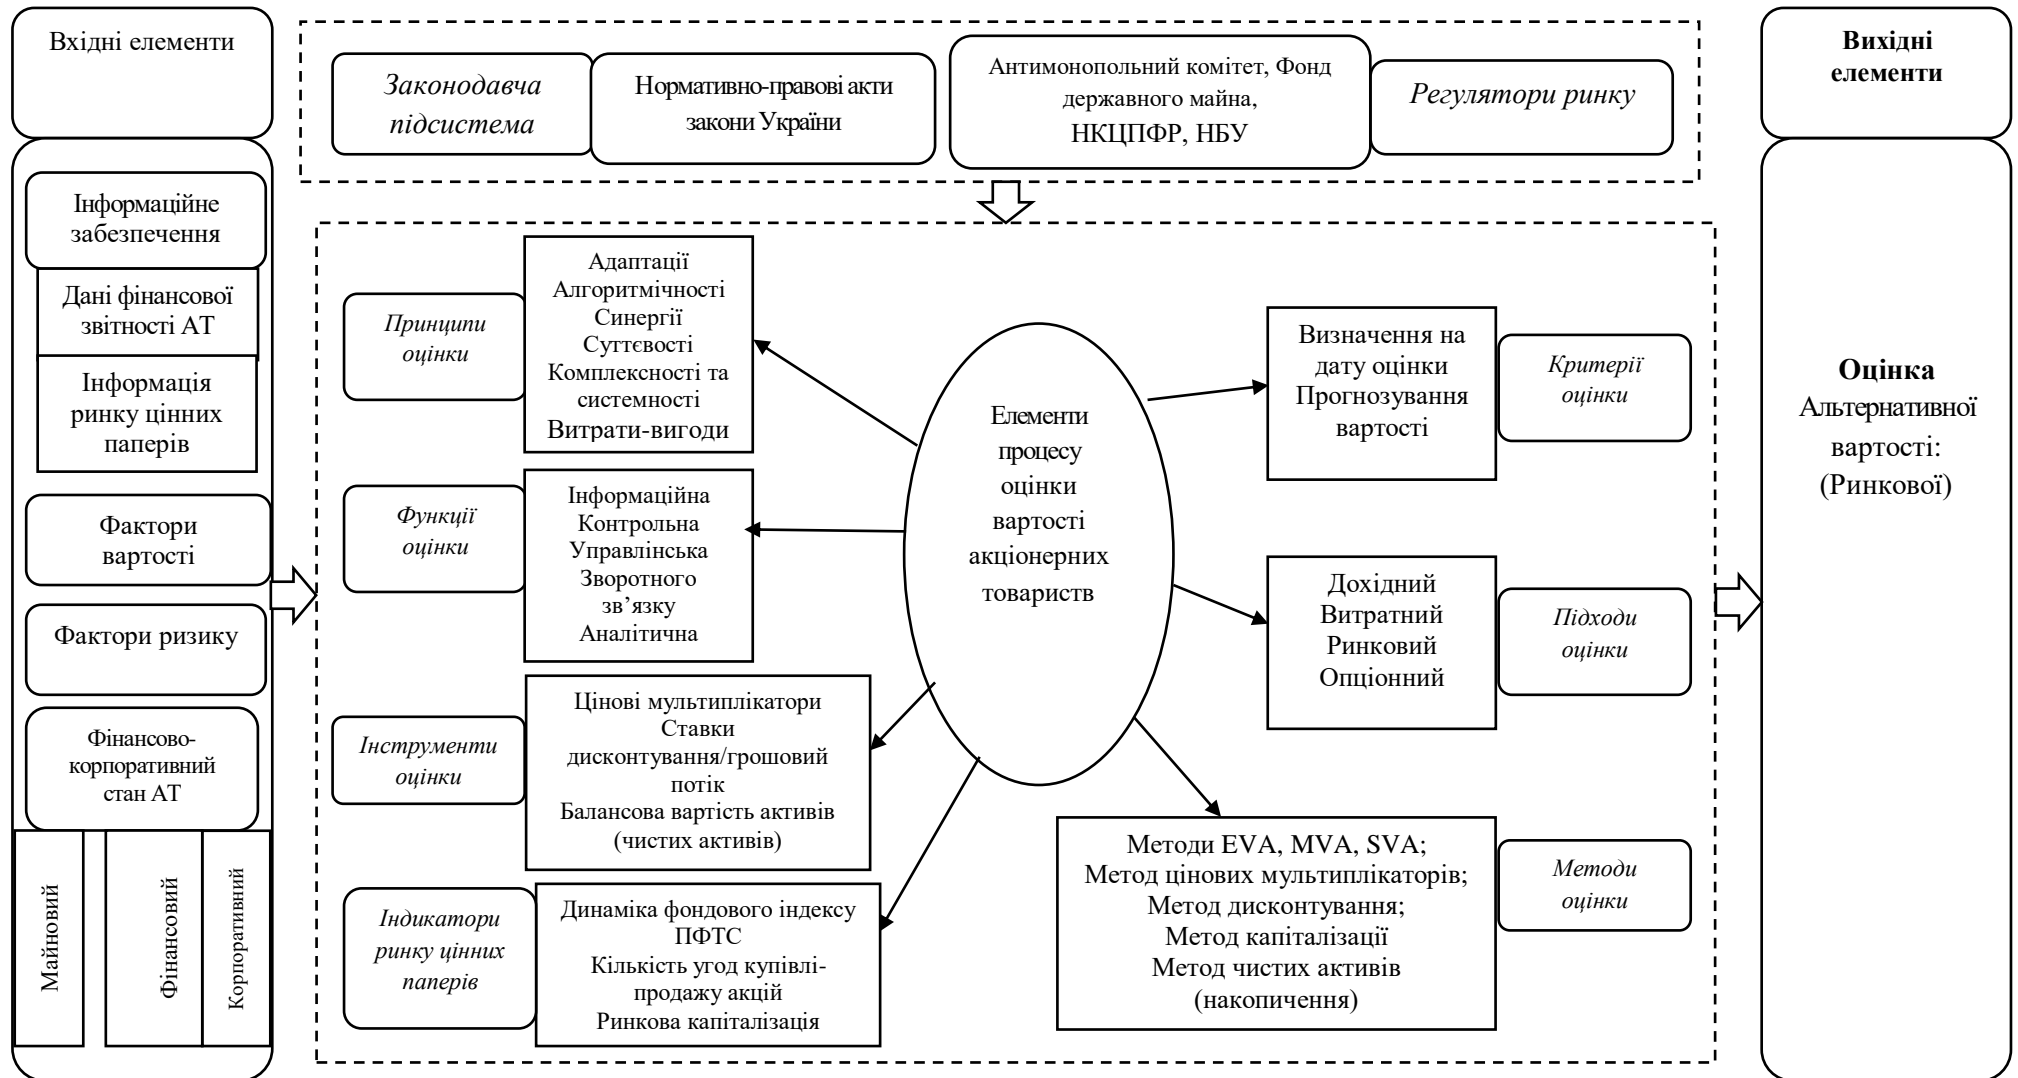 Вхідні елементи
Законодавча
підсистема
Нормативно-правові акти
закони України
Антимонопольний комітет, Фонд
державного майна,
НКЦПФР, НБУ
Регулятори ринку
Вихідні
елементи
Інформаційне
забезпечення
Дані фінансової
звітності АТ
Інформація
ринку цінних
паперів
Фактори
вартості
Фактори ризику
Фінансово-
корпоративний
стан АТ
Майновий
Фінансовий
Корпоративний
Принципи
оцінки
Адаптації
Алгоритмічності
Синергії
Суттєвості
Комплексності та
системності
Витрати-вигоди
Функції
оцінки
Інформаційна
Контрольна
Управлінська
Зворотного
зв’язку
Аналітична
Інструменти
оцінки
Цінові мультиплікатори
Ставки
дисконтування/грошовий
потік
Балансова вартість активів
(чистих активів)
Індикатори
ринку цінних
паперів
Динаміка фондового індексу
ПФТС
Кількість угод купівлі-
продажу акцій
Ринкова капіталізація
Елементи
процесу
оцінки
вартості
акціонерних
товариств
Визначення на
дату оцінки
Прогнозування
вартості
Критерії
оцінки
Дохідний
Витратний
Ринковий
Опціонний
Підходи
оцінки
Методи EVA, MVA, SVA;
Метод цінових мультиплікаторів;
Метод дисконтування;
Метод капіталізації
Метод чистих активів
(накопичення)
Методи
оцінки
Оцінка
Альтернативної
вартості:
(Ринкової)